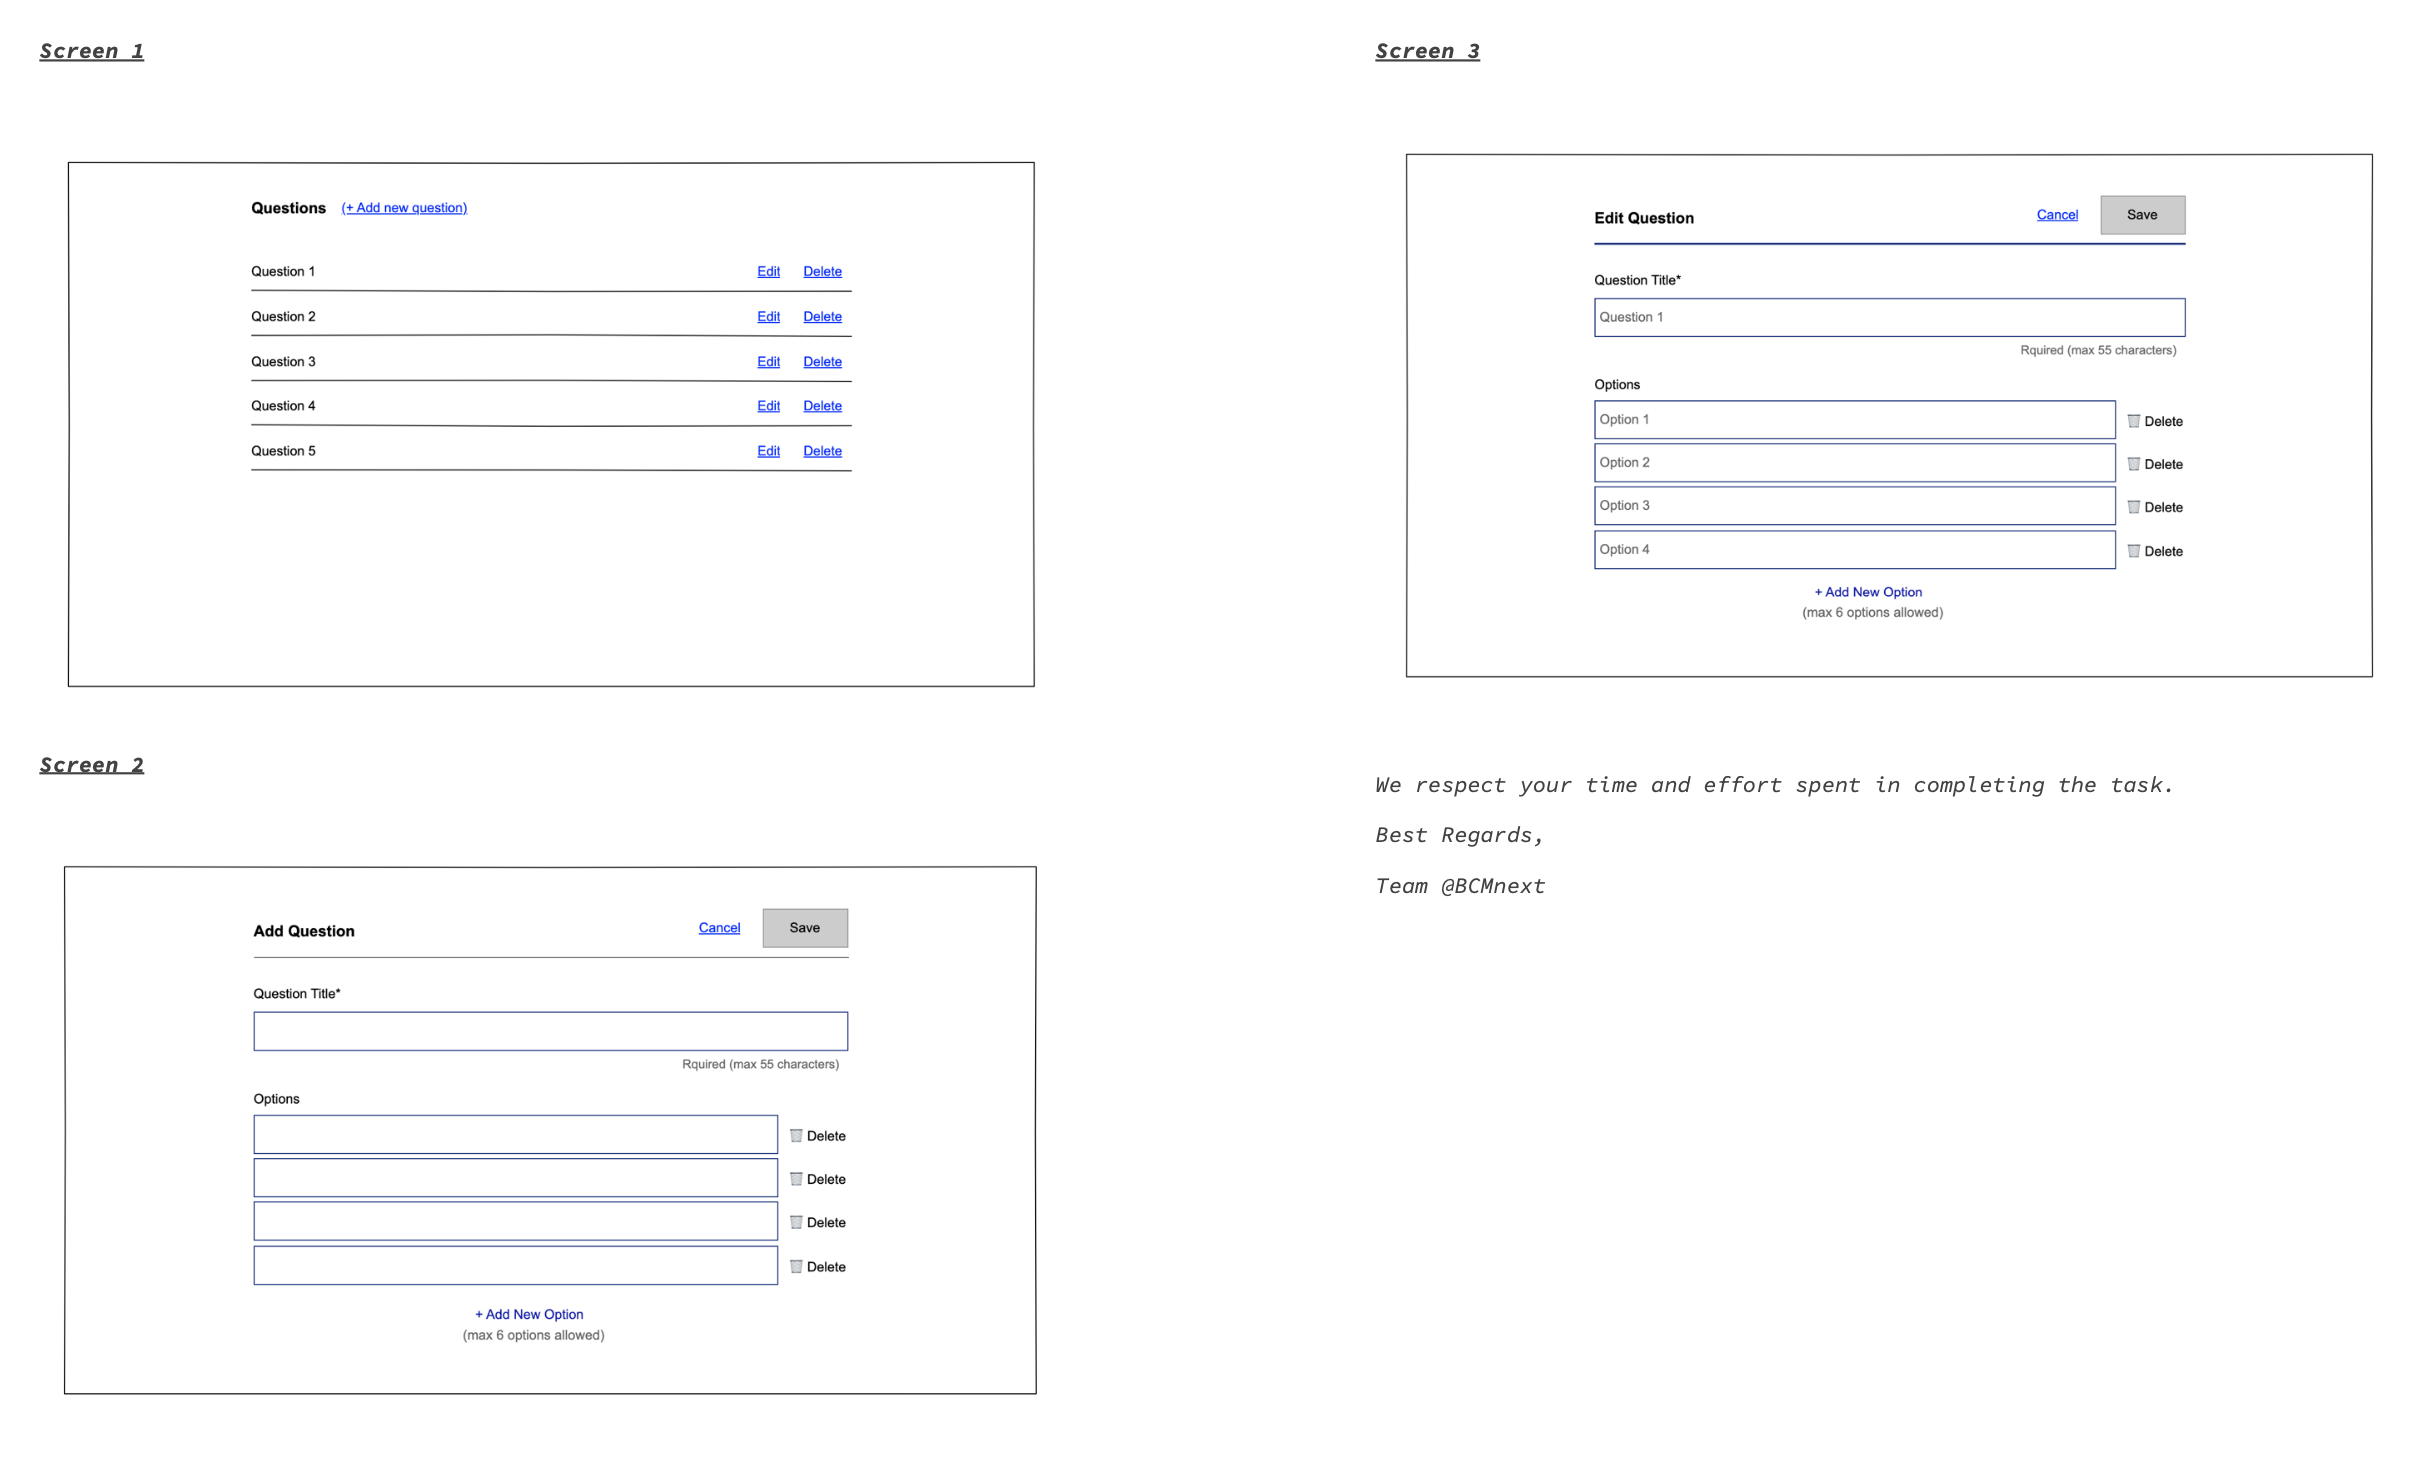 Screen 1
Questions (+ Add new question)
Question 1 Edit Delete
Question 2 Edit Delete
Question 3 Edit Delete
Question 4 Edit Delete
Question 5 Edit Delete
Screen 2
Add Question Cancel Save
Question Title*
Rquired (max 55 characters)
Options
Delete
Delete
Delete
Delete
+ Add New Option
(max 6 options allowed)
Screen 3
Edit Question Cancel Save
Question Title*
Question 1
Rquired (max 55 characters)
Options
Option 1 Delete
Option 2 Delete
Option 3 Delete
Option 4 Delete
+ Add New Option
(max 6 options allowed)
We respect your time and effort spent in completing the task.
Best Regards,
Team @BCMnext